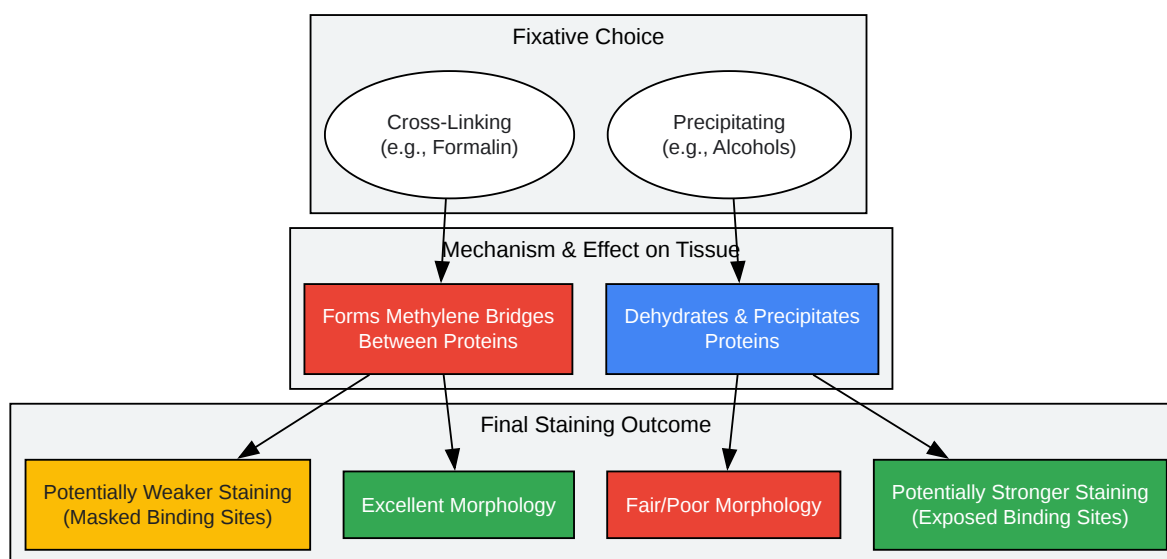 Fixative Choice
Cross-Linking
(e.g., Formalin)
Precipitating
(e.g., Alcohols)
Mechanism & Effect on Tissue
Forms Methylene Bridges
Between Proteins
Dehydrates & Precipitates
Proteins
Final Staining Outcome
Potentially Weaker Staining
(Masked Binding Sites)
Excellent Morphology
Fair/Poor Morphology
Potentially Stronger Staining
(Exposed Binding Sites)